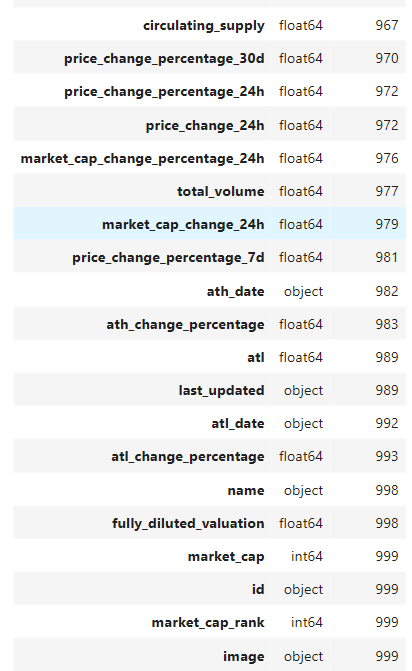 circulating_supply float64 967
price_change_percentage_30d float64 970
price_change_percentage_24h float64 972
price_change_24h float64 972
market_cap_change_percentage_24h float64 976
total_volume float64 977
market_cap_change_24h float64 979
price_change_percentage_7d float64 981
ath_date object 982
ath_change_percentage float64 983
atl float64 989
last_updated object 989
atl_date object 992
atl_change_percentage float64 993
name object 998
fully_diluted_valuation float64 998
market_cap int64 999
id object 999
market_cap_rank int64 999
image object 999